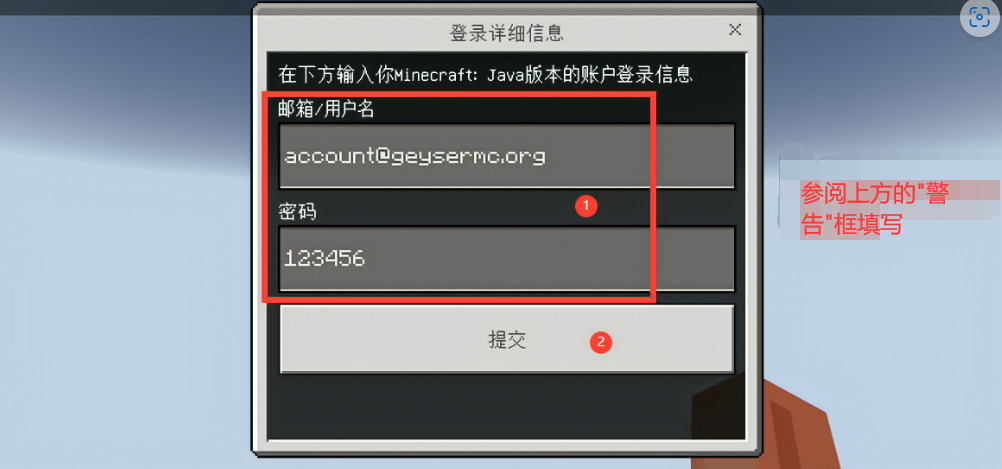 登录详细信息
在下方输入你Minecraft: Java版本的账户登录信息
邮箱/用户名
account@geysermc.org
密码
1
123456
提交
2
参阅上方的"警
告"框填写